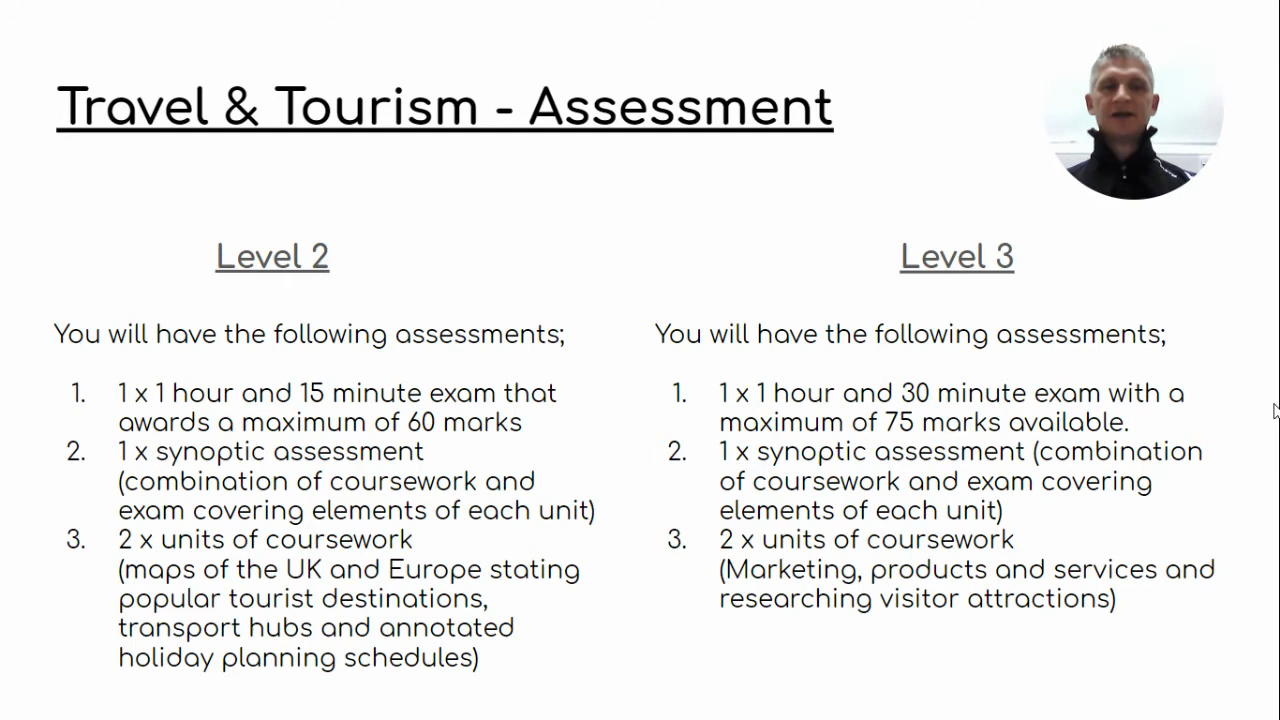 Travel & Tourism - Assessment
Level 2
You will have the following assessments;
1. 1 x 1 hour and 15 minute exam that
awards a maximum of 60 marks
2. 1 x synoptic assessment
(combination of coursework and
exam covering elements of each unit)
3. 2 x units of coursework
(maps of the UK and Europe stating
popular tourist destinations,
transport hubs and annotated
holiday planning schedules)
Level 3
You will have the following assessments;
1. 1 x 1 hour and 30 minute exam with a
maximum of 75 marks available.
2. 1 x synoptic assessment (combination
of coursework and exam covering
elements of each unit)
3. 2 x units of coursework
(Marketing, products and services and
researching visitor attractions)